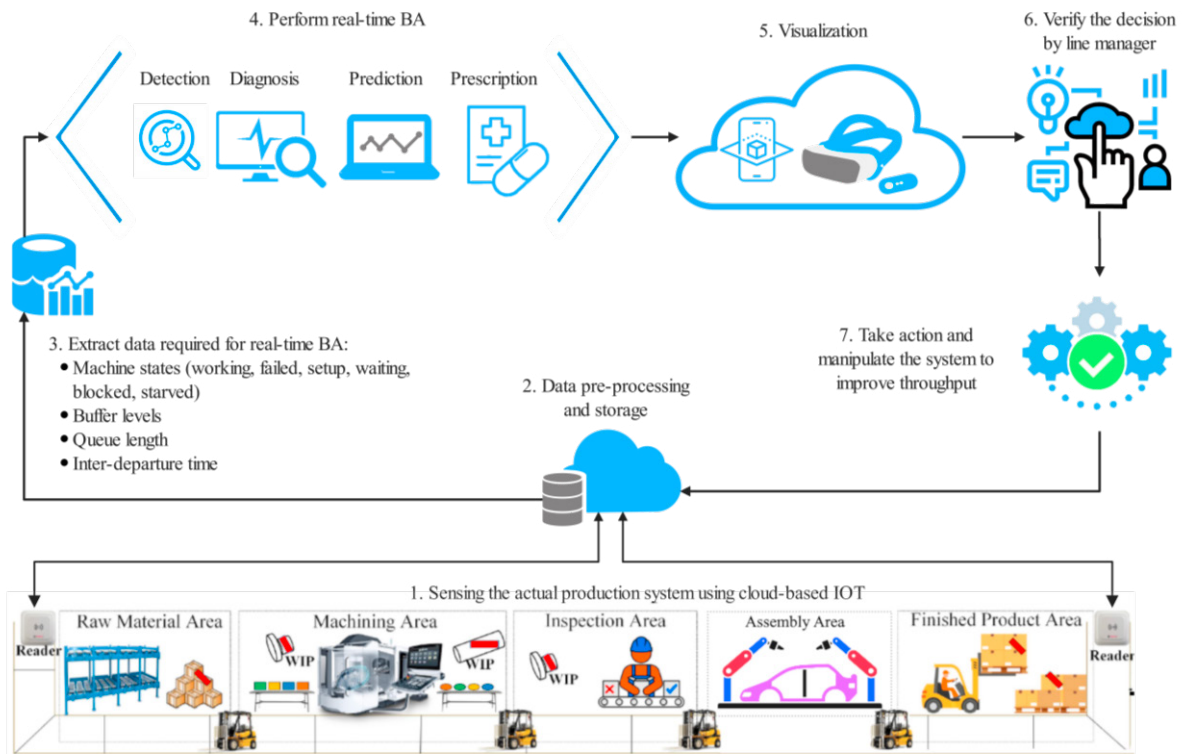 4. Perform real-time BA
Detection
Diagnosis
Prediction
Prescription
5. Visualization
6. Verify the decision
by line manager
3. Extract data required for real-time BA:
• Machine states (working, failed, setup, waiting,
blocked, starved)
• Buffer levels
• Queue length
• Inter-departure time
2. Data pre-processing
and storage
7. Take action and
manipulate the system to
improve throughput
1. Sensing the actual production system using cloud-based IOT
Reader
Raw Material Area
Machining Area
WIP
WIP
Inspection Area
WIP
Assembly Area
Finished Product Area
Reader